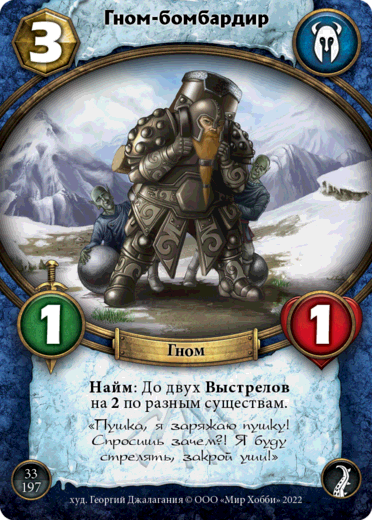 Гном-бомбардир
3
1
1
Гном
Найм: До двух Выстрелов
на 2 по разным существам.
«Пушка, я заряжаю пушку!
Спросишь зачем?! Я буду
стрелять, закрой уши!»
33
197
худ. Георгий Джалагания © ООО «Мир Хобби» 2022